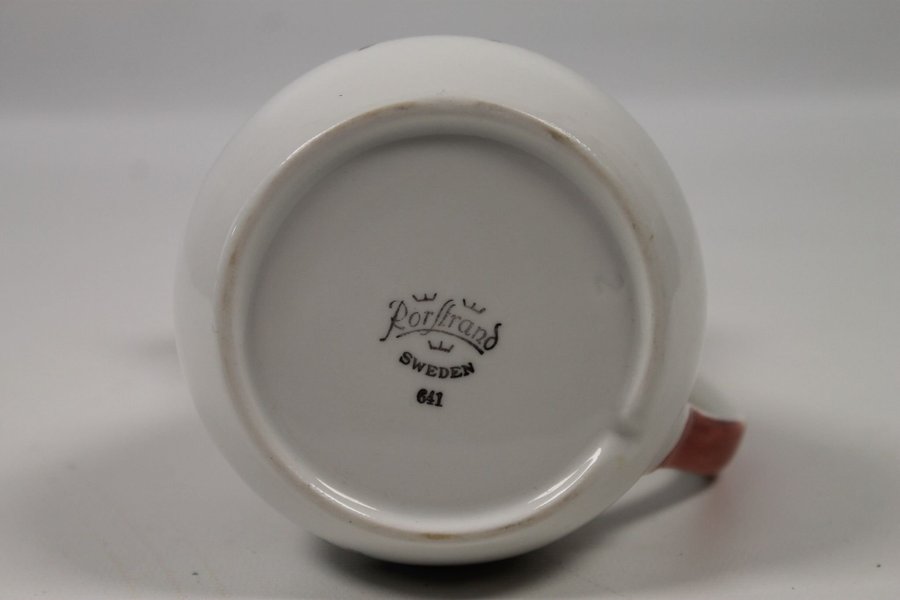 Rorstrand
SWEDEN
641